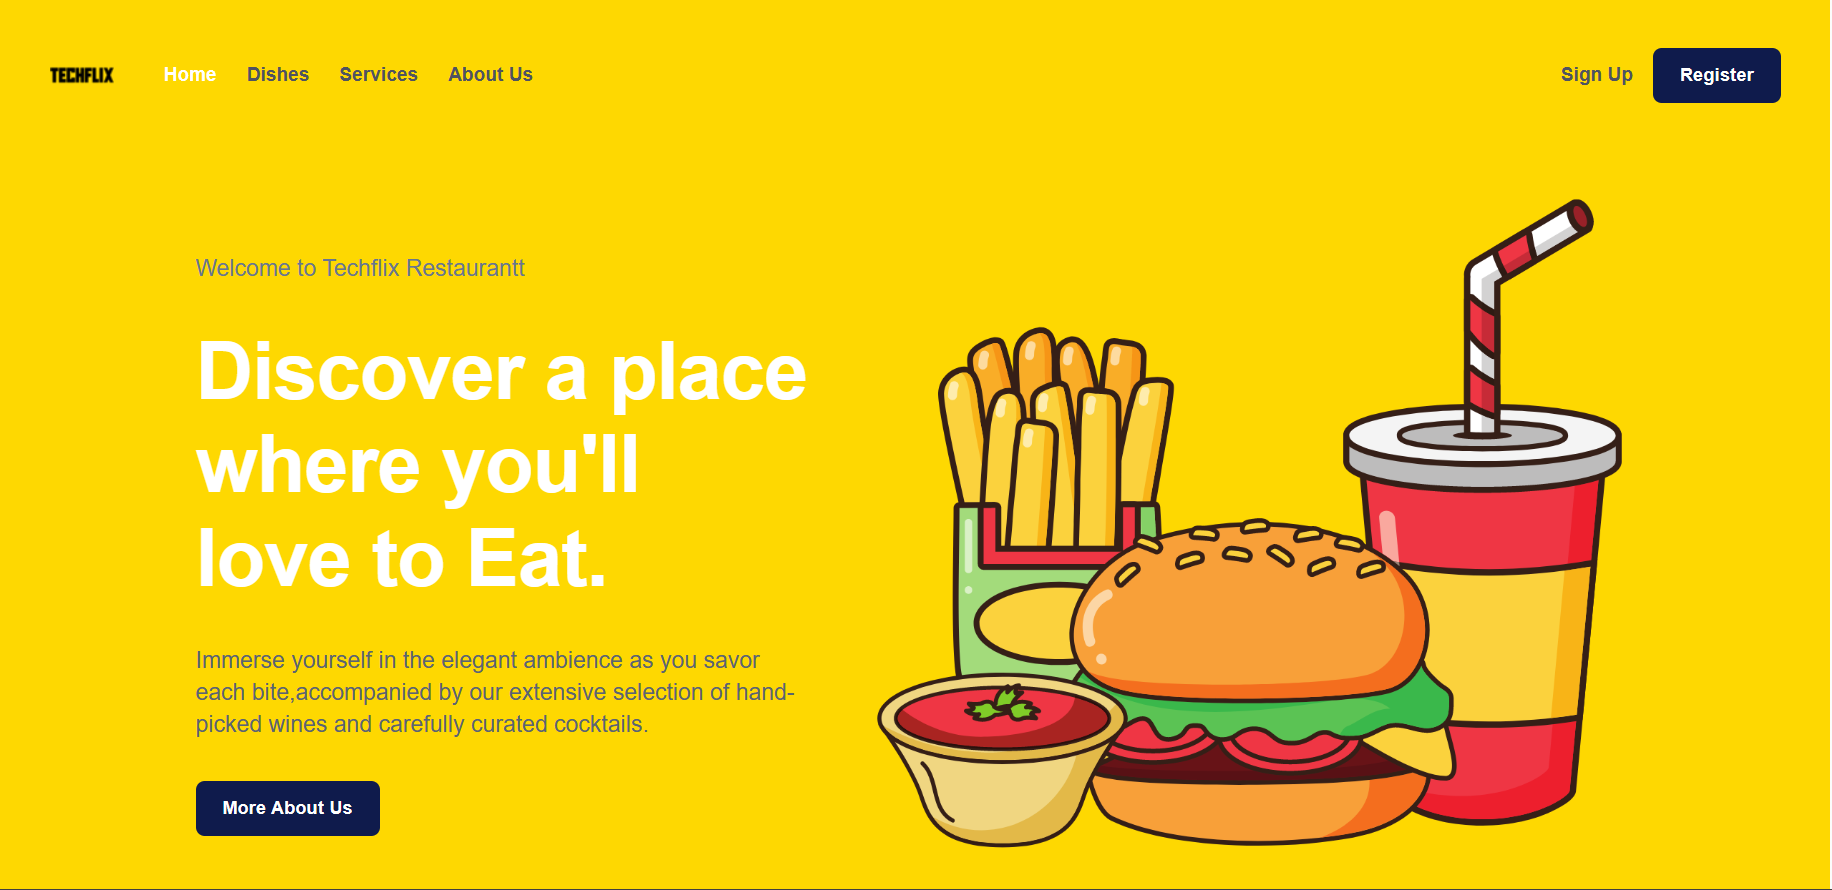 TECHFLIX Home Dishes Services About Us Sign Up Register
Welcome to Techflix Restaurantt
Discover a place
where you'll
love to Eat.
Immerse yourself in the elegant ambience as you savor
each bite,accompanied by our extensive selection of hand-
picked wines and carefully curated cocktails.
More About Us